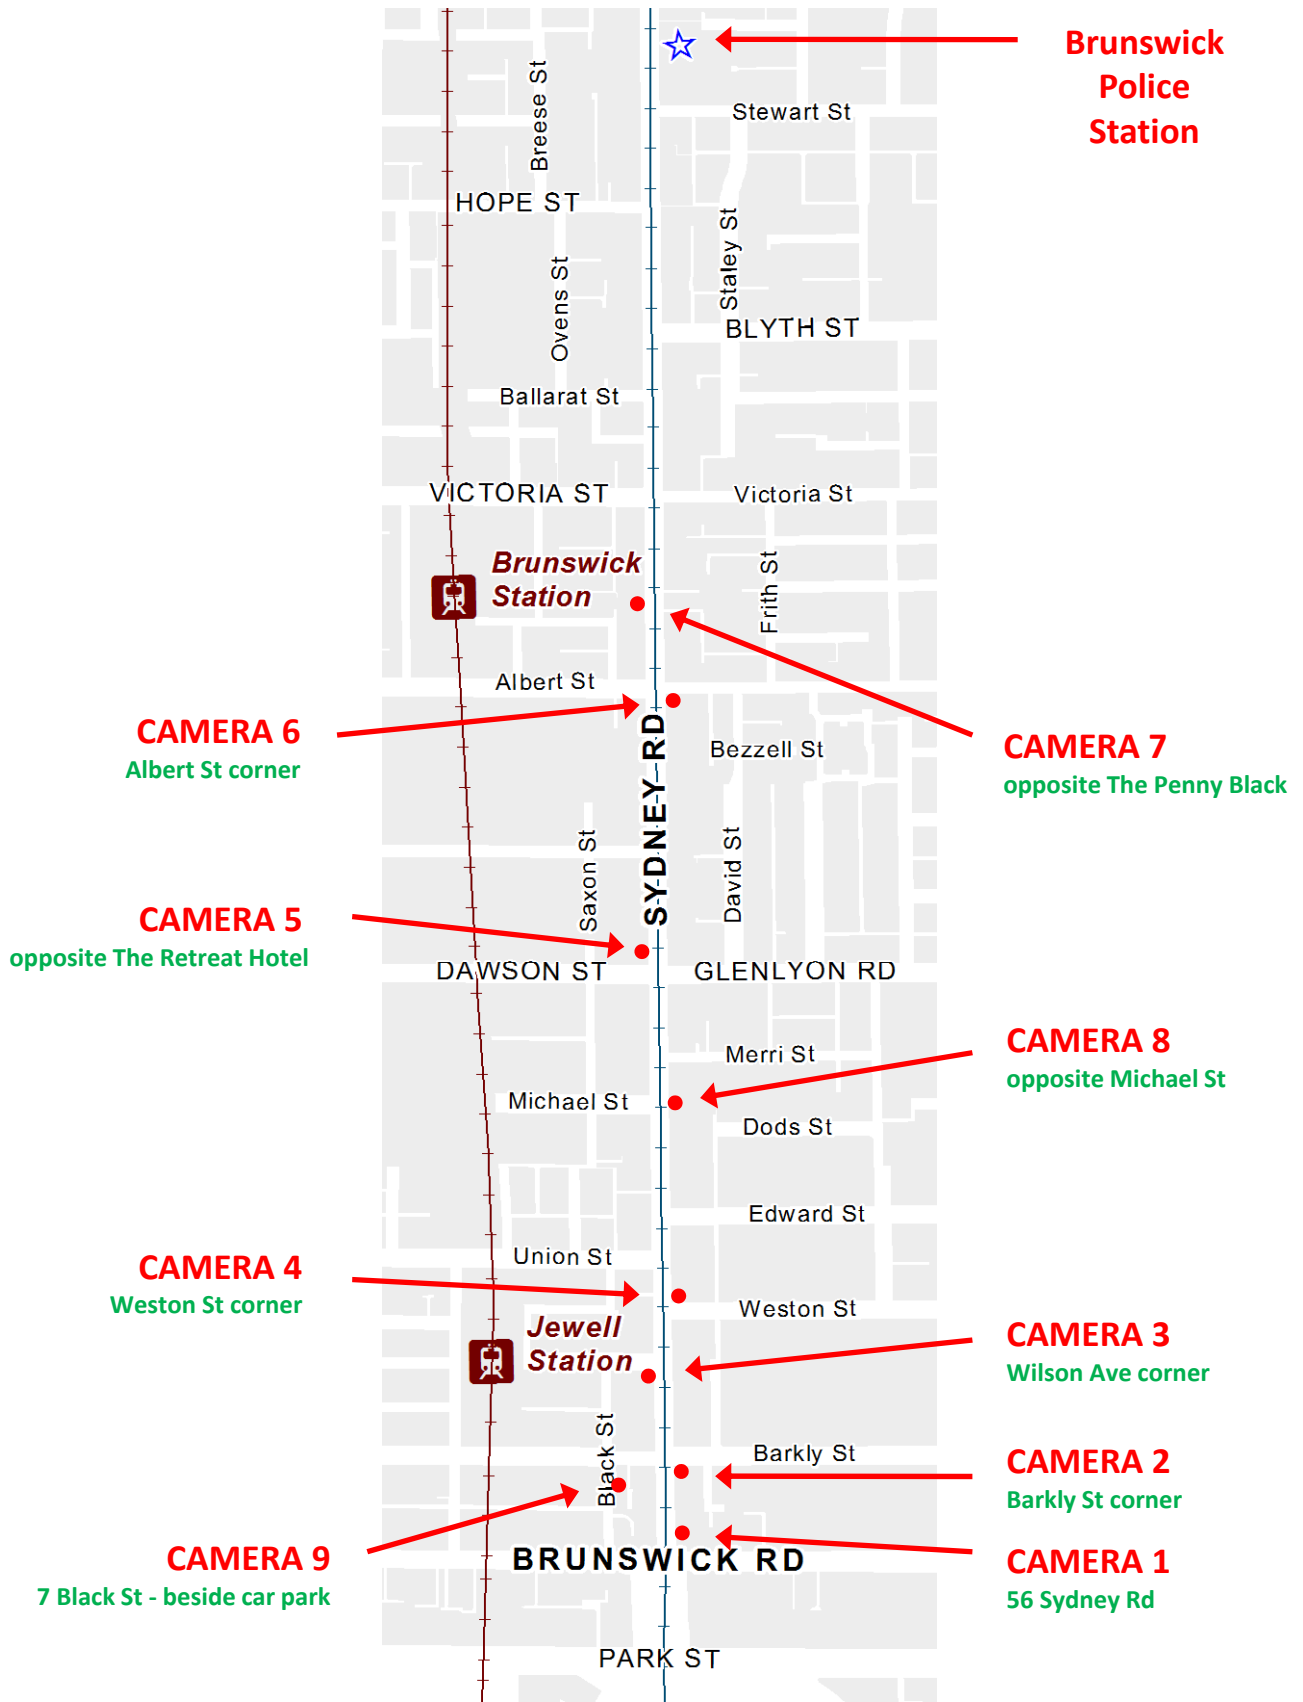 Brunswick
Police
Station
Breese St
Stewart St
HOPE ST
Staley St
Ovens St
BLYTH ST
Ballarat St
VICTORIA ST
Victoria St
Brunswick
Station
Frith St
Albert St
CAMERA 6
Albert St corner
SYDNEY RD
Bezzell St
CAMERA 7
opposite The Penny Black
Saxon St
David St
CAMERA 5
opposite The Retreat Hotel
DAWSON ST
GLENLYON RD
Merri St
CAMERA 8
opposite Michael St
Michael St
Dods St
Edward St
Union St
CAMERA 4
Weston St corner
Weston St
Jewell
Station
CAMERA 3
Wilson Ave corner
Black St
Barkly St
CAMERA 2
Barkly St corner
CAMERA 9
7 Black St - beside car park
BRUNSWICK RD
CAMERA 1
56 Sydney Rd
PARK ST